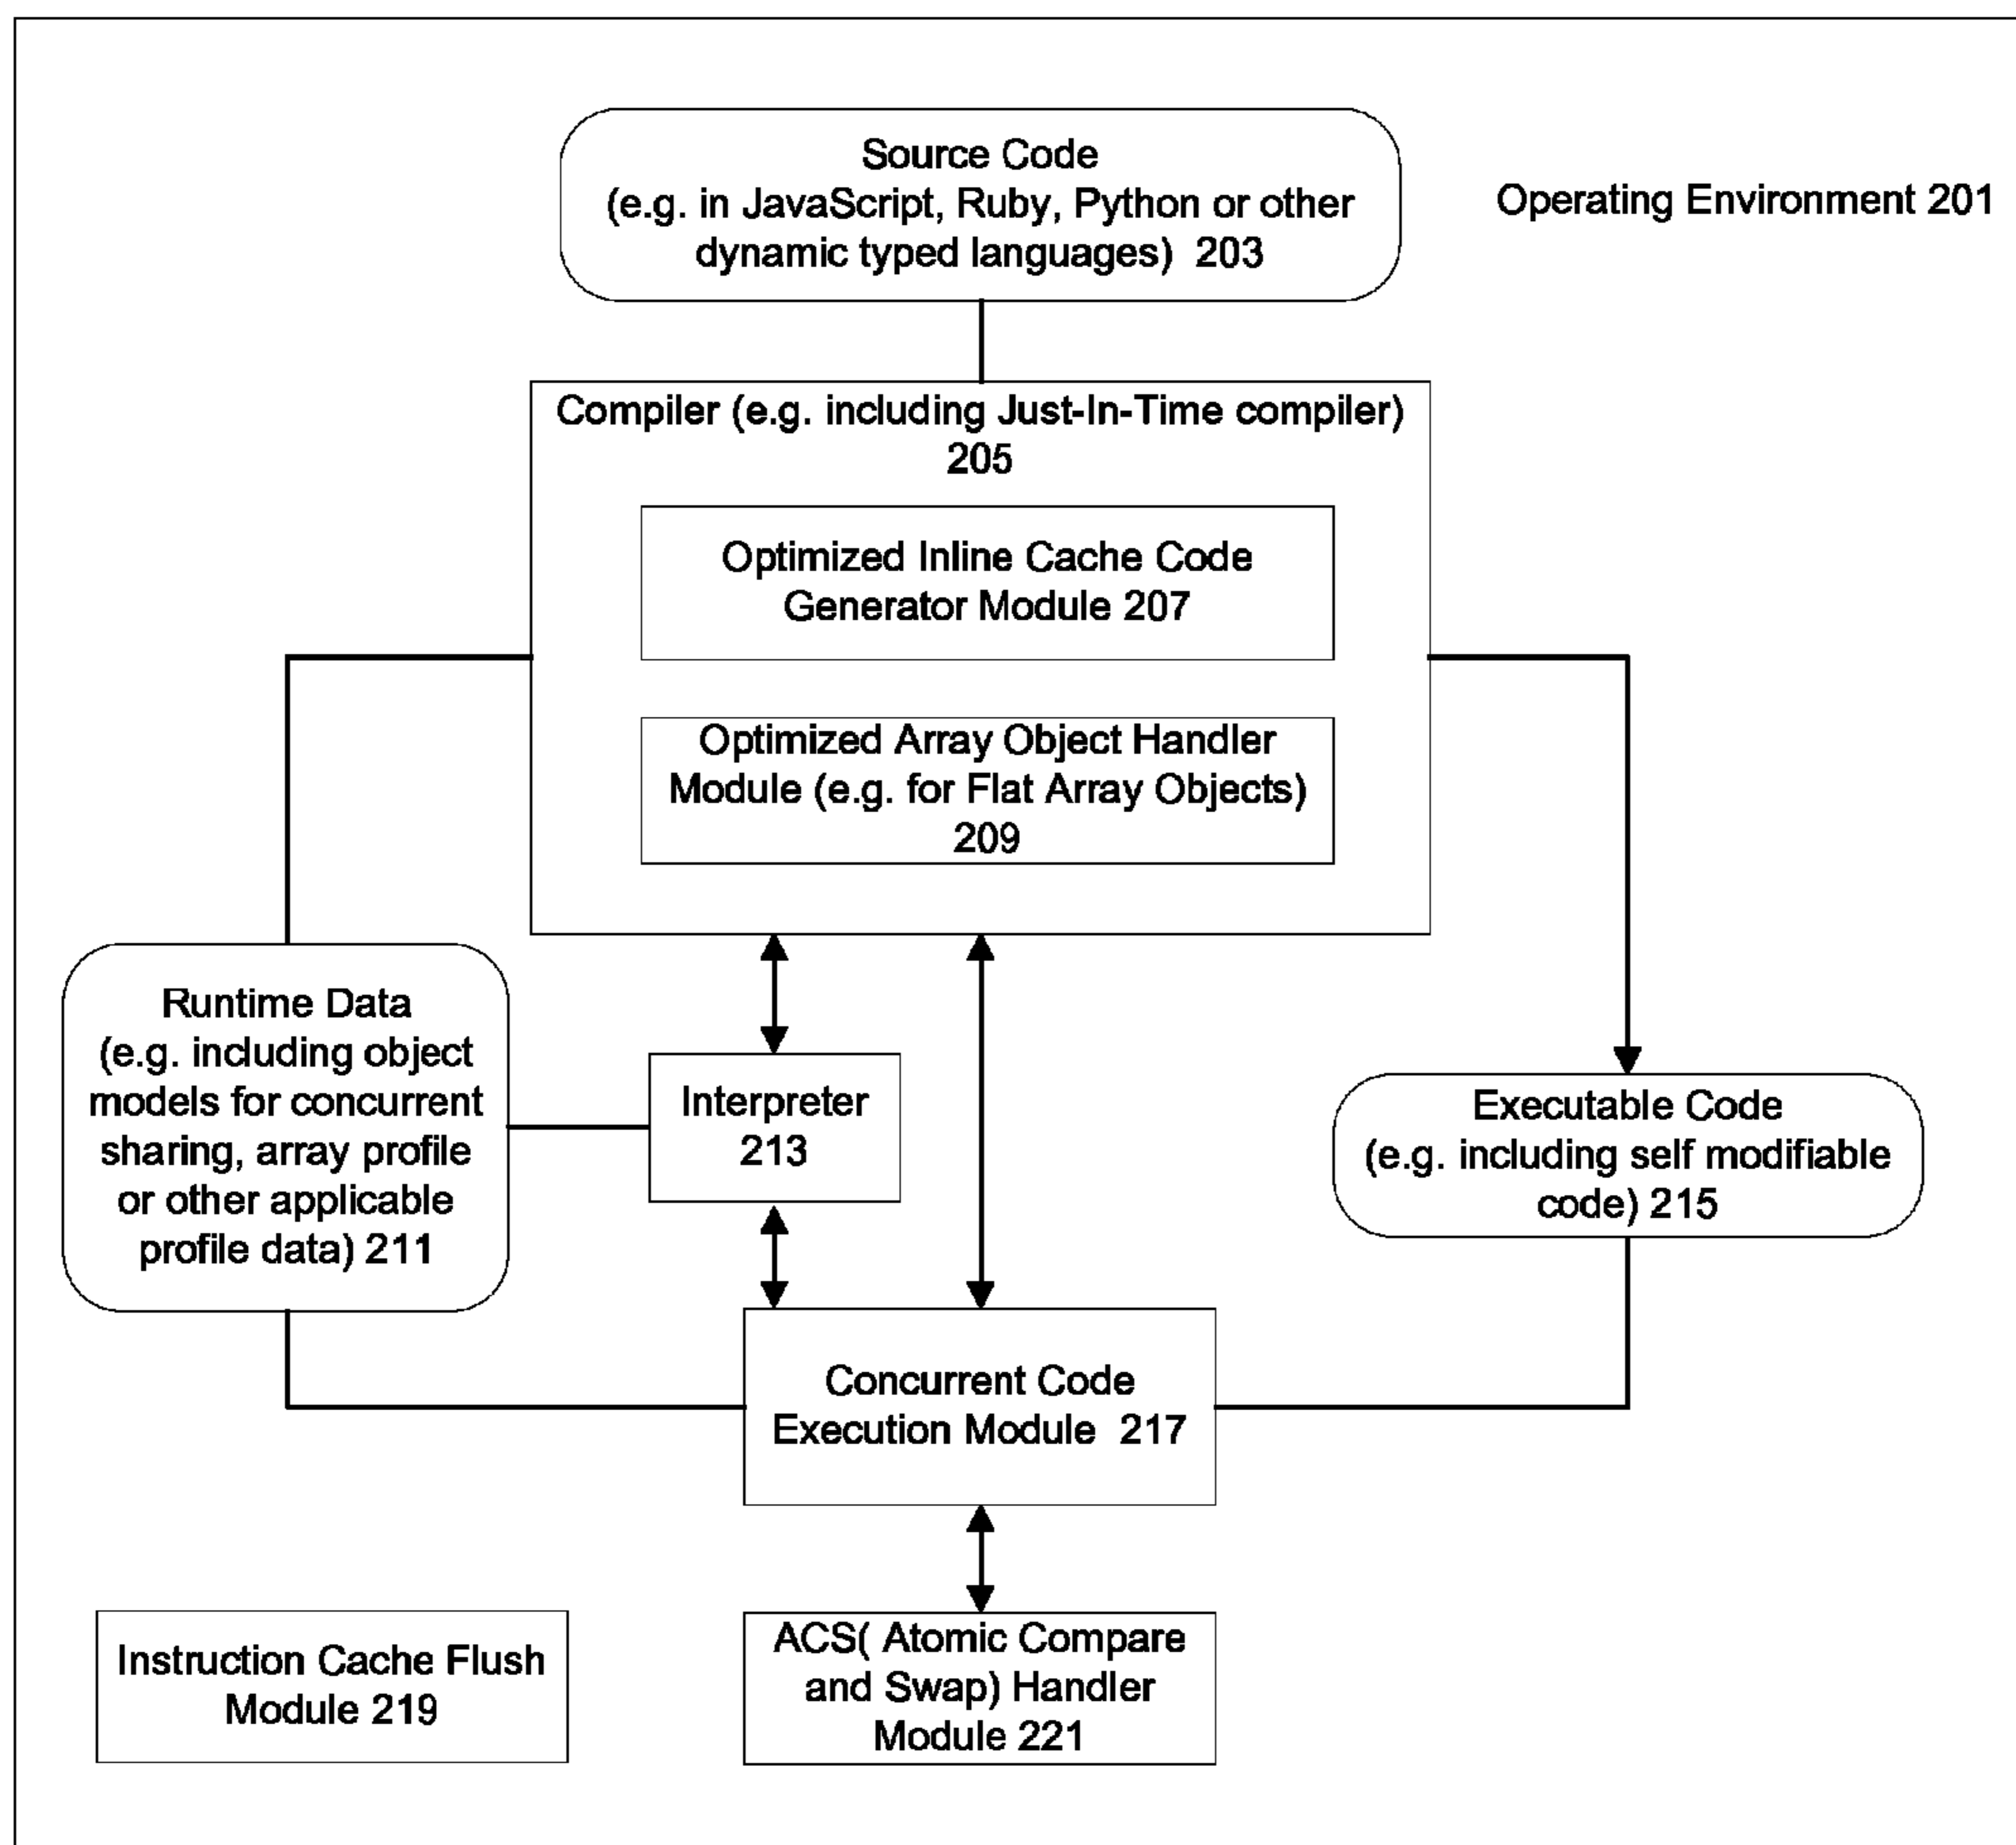 Source Code
(e.g. in JavaScript, Ruby, Python or other
dynamic typed languages) 203
Operating Environment 201
Compiler (e.g. including Just-In-Time compiler)
205
Optimized Inline Cache Code
Generator Module 207
Optimized Array Object Handler
Module (e.g. for Flat Array Objects)
209
Runtime Data
(e.g. including object
models for concurrent
sharing, array profile
or other applicable
profile data) 211
Interpreter
213
Executable Code
(e.g. including self modifiable
code) 215
Concurrent Code
Execution Module 217
Instruction Cache Flush
Module 219
ACS( Atomic Compare
and Swap) Handler
Module 221